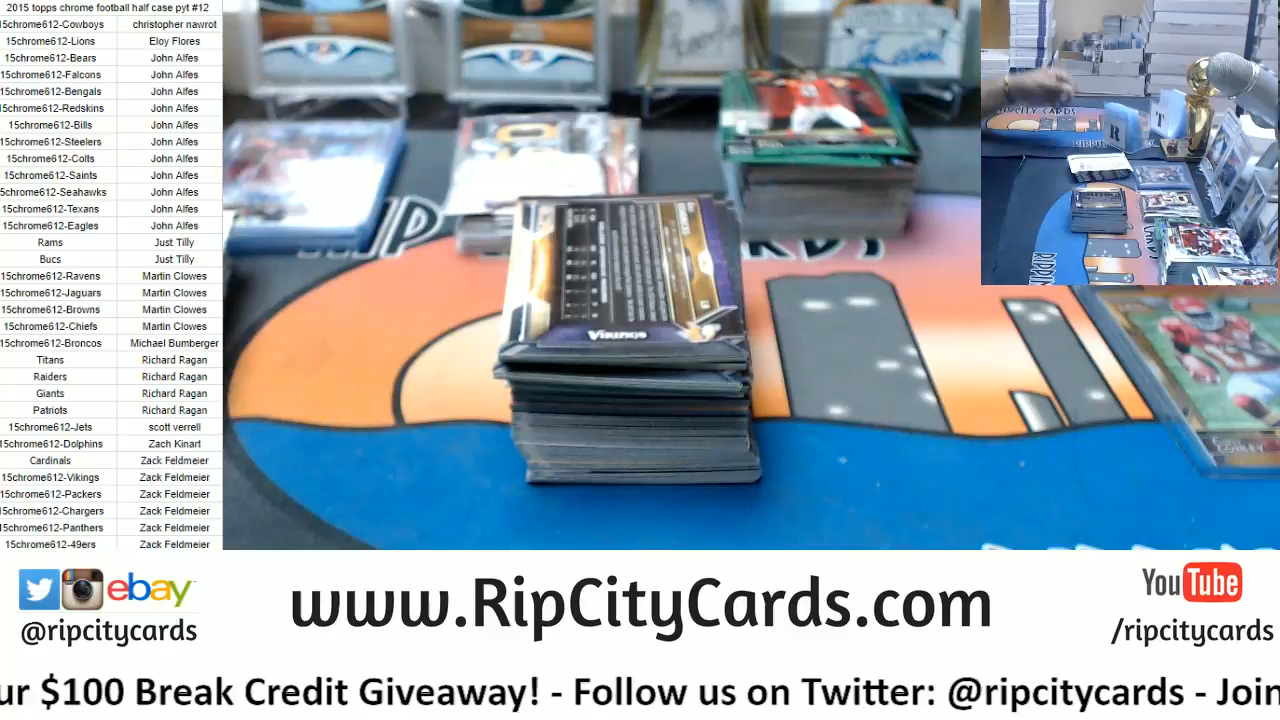 2015 topps chrome football half case pyt #12
15chrome612-Cowboys christopher nawrot
15chrome612-Lions Eloy Flores
15chrome612-Bears John Alfes
15chrome612-Falcons John Alfes
15chrome612-Bengals John Alfes
15chrome612-Redskins John Alfes
15chrome612-Bills John Alfes
15chrome612-Steelers John Alfes
15chrome612-Colts John Alfes
15chrome612-Saints John Alfes
5chrome612-Seahawks John Alfes
15chrome612-Texans John Alfes
15chrome612-Eagles John Alfes
Rams Just Tilly
Bucs Just Tilly
15chrome612-Ravens Martin Clowes
15chrome612-Jaguars Martin Clowes
15chrome612-Browns Martin Clowes
15chrome612-Chiefs Martin Clowes
15chrome612-Broncos Michael Bumberger
Titans Richard Ragan
Raiders Richard Ragan
Giants Richard Ragan
Patriots Richard Ragan
15chrome612-Jets scott verrell
15chrome612-Dolphins Zach Kinart
Cardinals Zack Feldmeier
15chrome612-Vikings Zack Feldmeier
15chrome612-Packers Zack Feldmeier
15chrome612-Chargers Zack Feldmeier
15chrome612-Panthers Zack Feldmeier
15chrome612-49ers Zack Feldmeier
VIKINGS
CITY CARDS
R
T
ebay
@ripcitycards
www.RipCityCards.com
YouTube
/ripcitycards
ur $100 Break Credit Giveaway! - Follow us on Twitter: @ripcitycards - Join